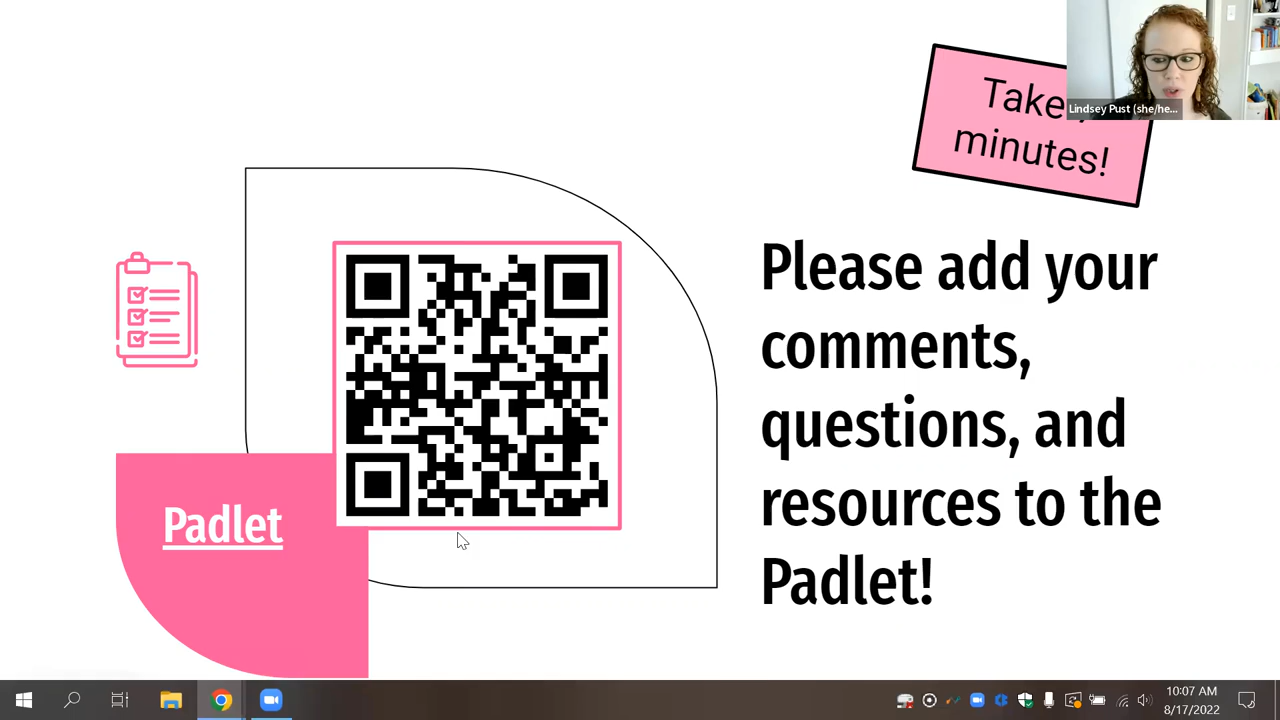 Take
minutes!
Lindsey Pust (she/he...
Please add your
comments,
questions, and
resources to the
Padlet!
Padlet
10:07 AM
8/17/2022